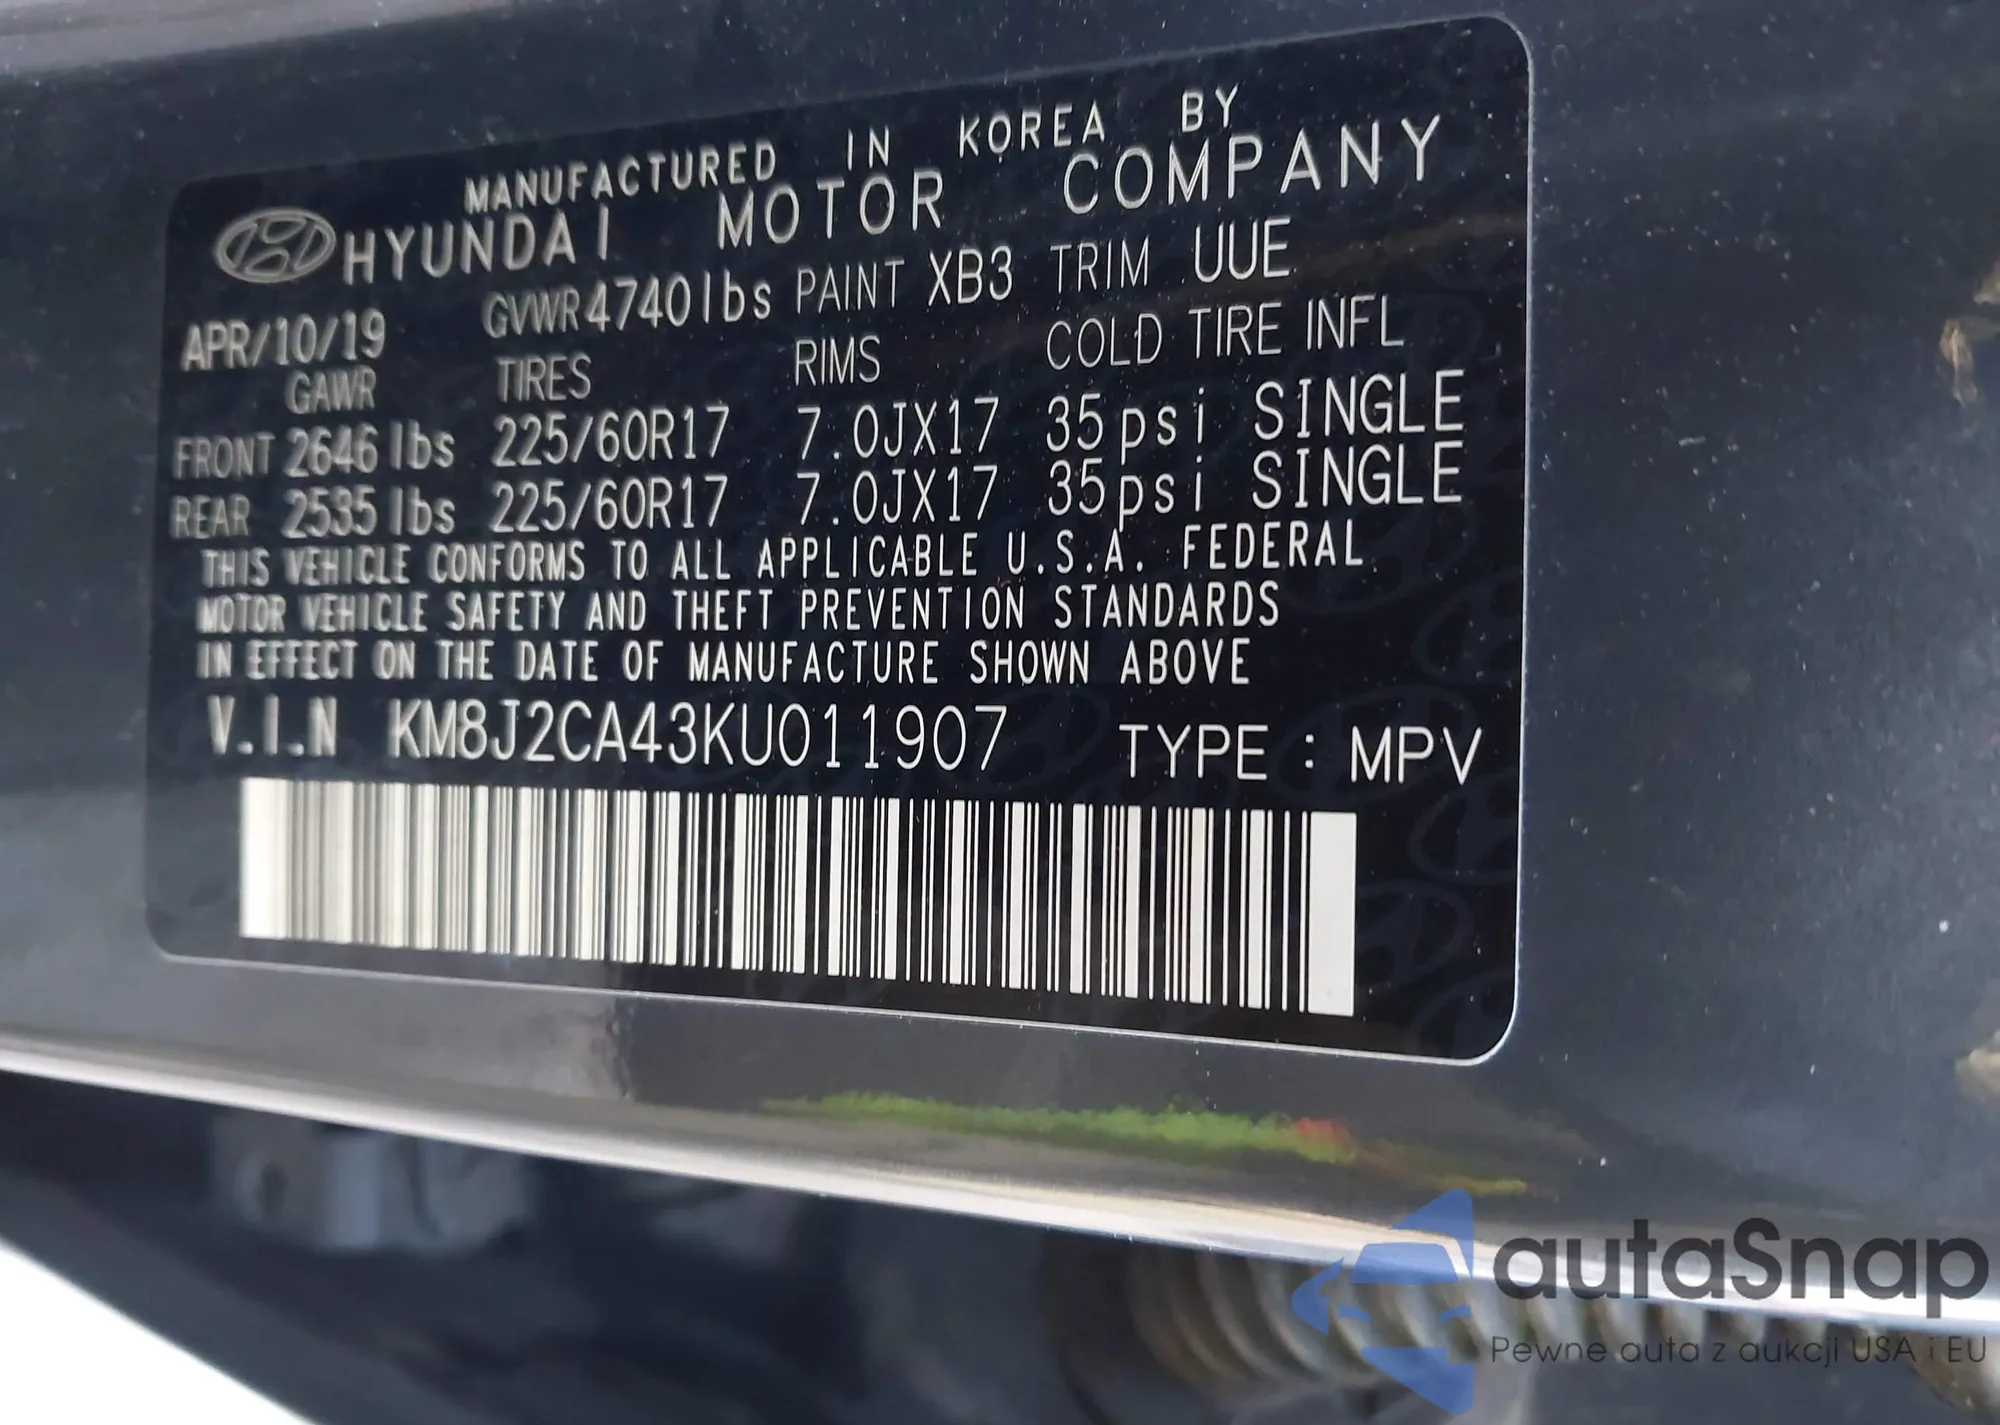 MANUFACTURED IN KOREA BY
HYUNDAI MOTOR COMPANY
APR/10/19 GVWR 4740lbs PAINT XB3 TRIM UUE
GAWR TIRES RIMS COLD TIRE INFL
FRONT 2646 lbs 225/60R17 7.0JX17 35psi SINGLE
REAR 2535 lbs 225/60R17 7.0JX17 35psi SINGLE
THIS VEHICLE CONFORMS TO ALL APPLICABLE U.S.A. FEDERAL
MOTOR VEHICLE SAFETY AND THEFT PREVENTION STANDARDS
IN EFFECT ON THE DATE OF MANUFACTURE SHOWN ABOVE
V.I.N KM8J2CA43KU011907 TYPE : MPV
autaSnap
Pewne auta z aukcji USA i EU